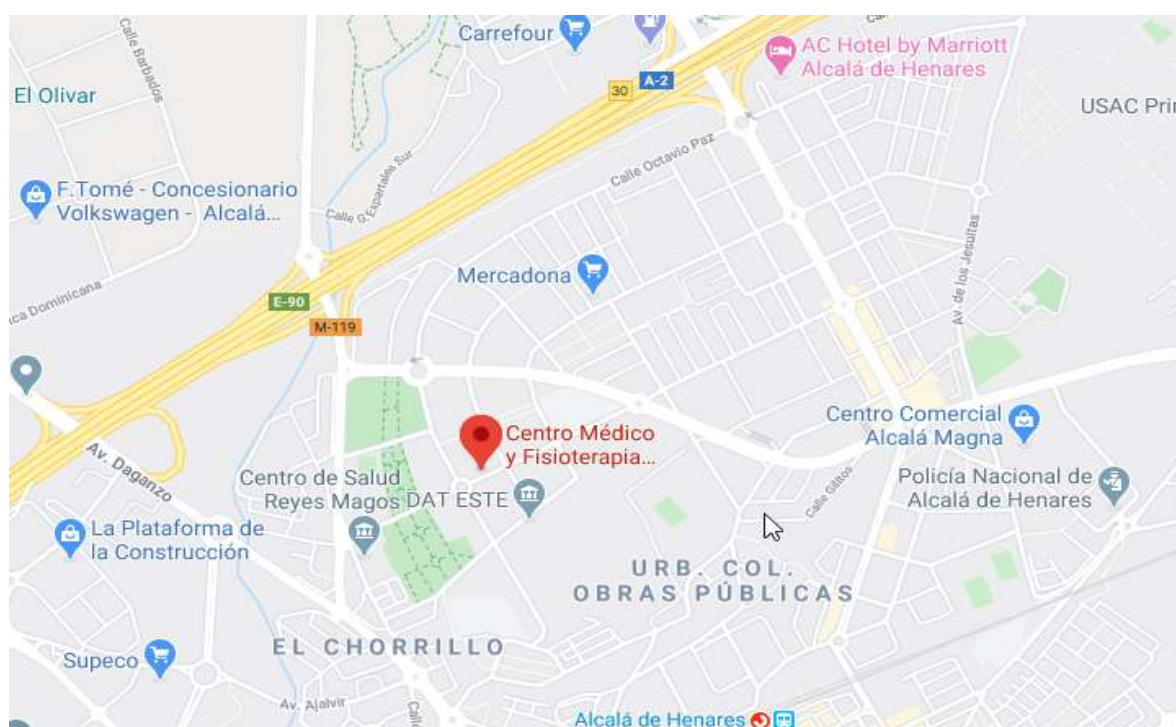 Calle Barbados
Carrefour
AC Hotel by Marriott
Alcalá de Henares
A-2
30
El Olivar
USAC Prin
Calle Octavio Paz
F.Tomé - Concesionario
Volkswagen - Alcalá...
Calle G. Espartales Sur
Av. de los Jesuitas
Mercadona
ca Dominicana
E-90
M-119
Centro Comercial
Alcalá Magna
Centro Médico
y Fisioterapia...
Av. Daganzo
Centro de Salud
Reyes Magos
DAT ESTE
Calle Gilitos
Policía Nacional de
Alcalá de Henares
La Plataforma de
la Construcción
URB. COL.
OBRAS PÚBLICAS
EL CHORRILLO
Supeco
Av. Ajalvir
Alcalá de Henares